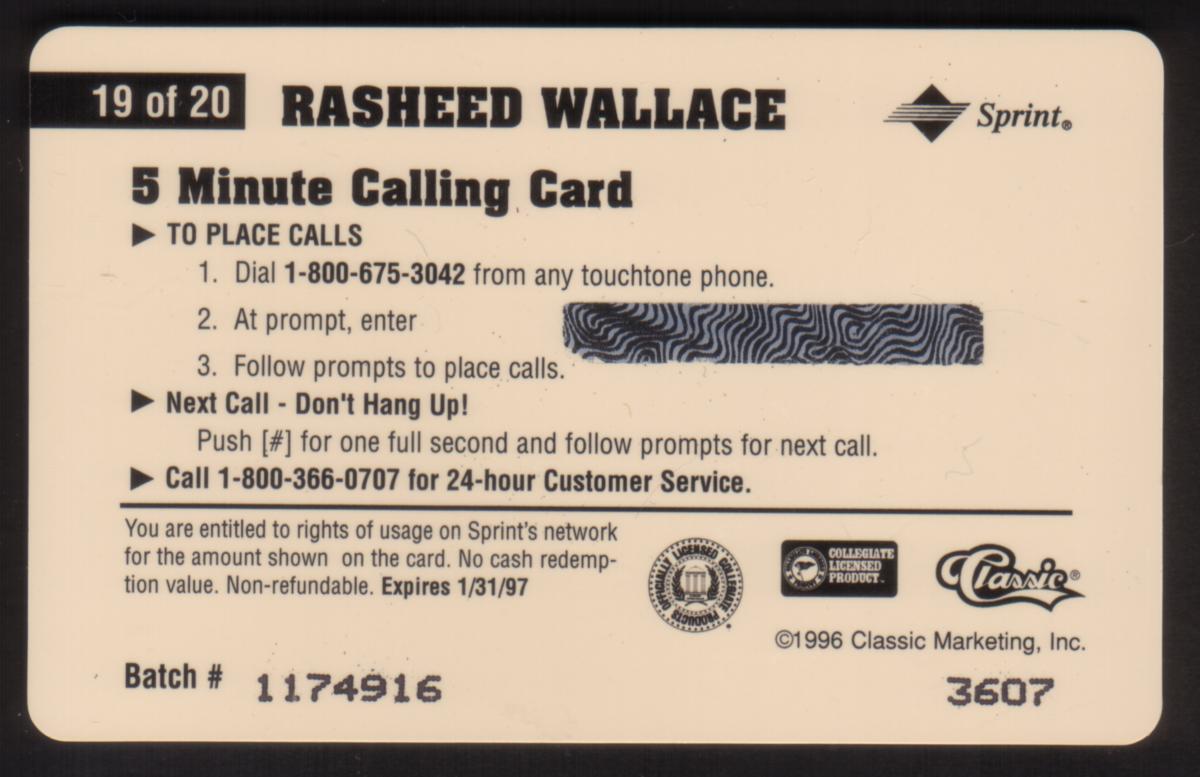 19 of 20 RASHEED WALLACE Sprint®
5 Minute Calling Card
▶ TO PLACE CALLS
1. Dial 1-800-675-3042 from any touchtone phone.
2. At prompt, enter
3. Follow prompts to place calls.
▶ Next Call - Don't Hang Up!
Push [#] for one full second and follow prompts for next call.
▶ Call 1-800-366-0707 for 24-hour Customer Service.
You are entitled to rights of usage on Sprint's network
for the amount shown on the card. No cash redemp-
tion value. Non-refundable. Expires 1/31/97
OFFICIALLY LICENSED COLLEGIATE PRODUCTS
COLLEGIATE
LICENSED
PRODUCT
Classic®
©1996 Classic Marketing, Inc.
Batch # 1174916 3607